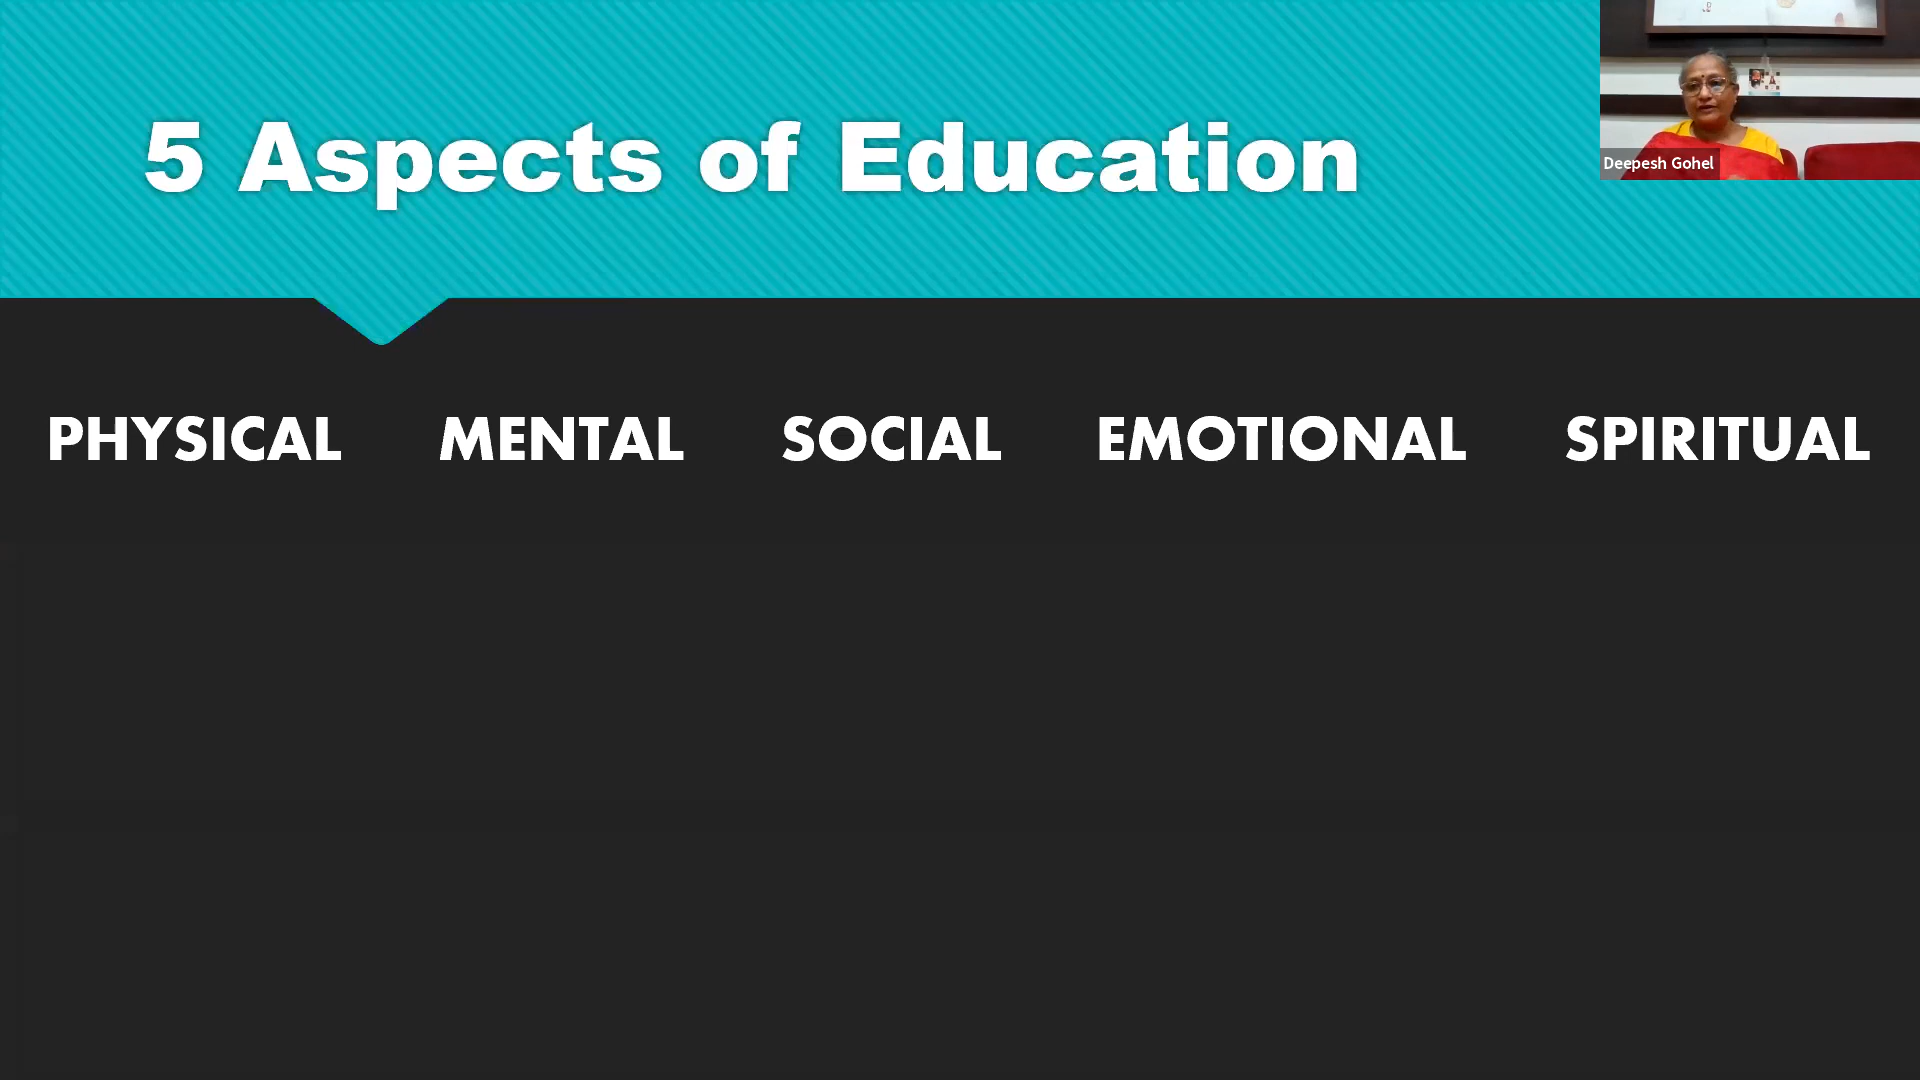 5 Aspects of Education
Deepesh Gohel
PHYSICAL MENTAL SOCIAL EMOTIONAL SPIRITUAL